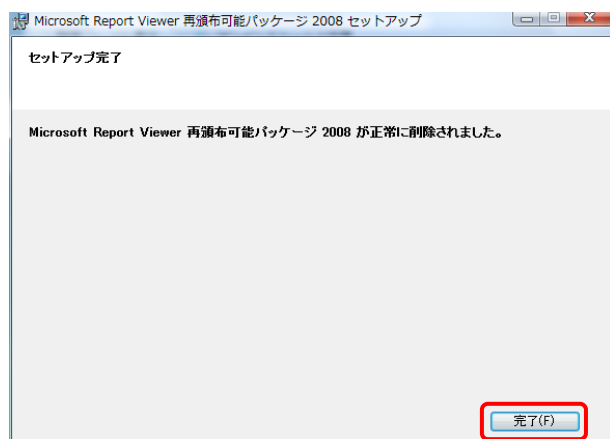 Microsoft Report Viewer 再頒布可能パッケージ 2008 セットアップ
セットアップ完了
Microsoft Report Viewer 再頒布可能パッケージ 2008 が正常に削除されました。
完了(F)